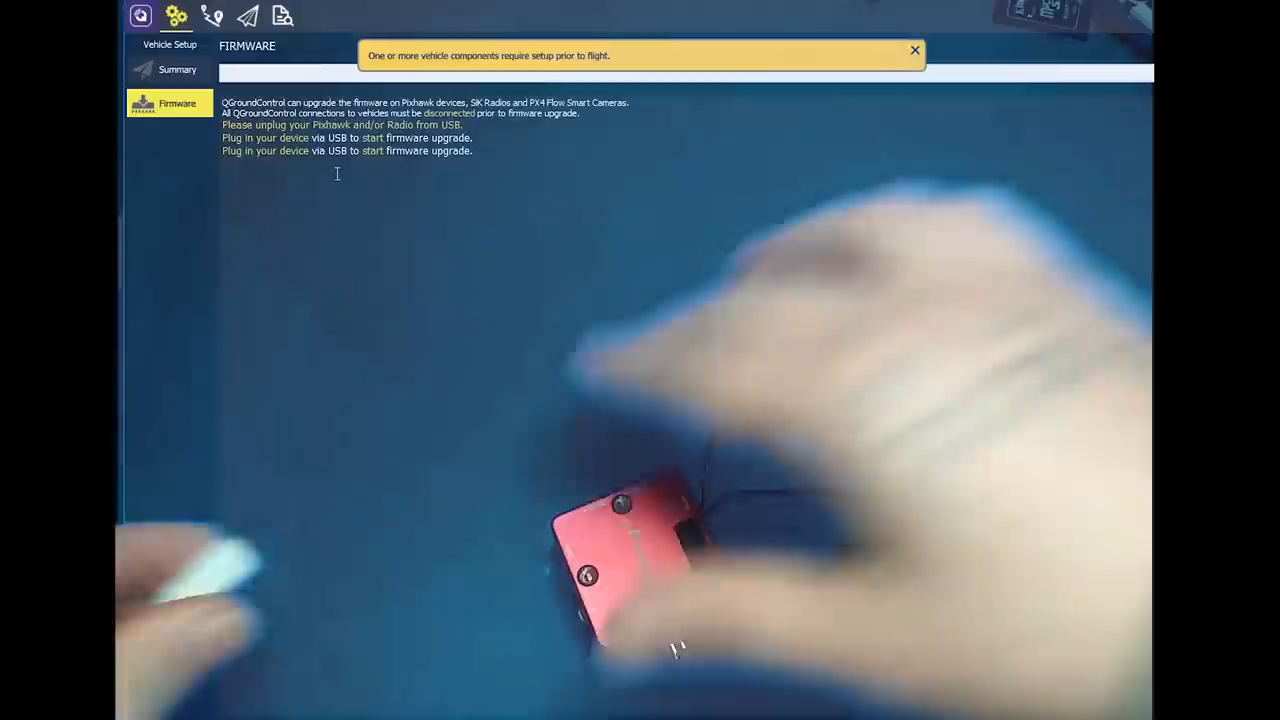 Vehicle Setup
FIRMWARE
One or more vehicle components require setup prior to flight.
Summary
Firmware
QGroundControl can upgrade the firmware on Pixhawk devices, SiK Radios and PX4 Flow Smart Cameras.
All QGroundControl connections to vehicles must be disconnected prior to firmware upgrade.
Please unplug your Pixhawk and/or Radio from USB.
Plug in your device via USB to start firmware upgrade.
Plug in your device via USB to start firmware upgrade.